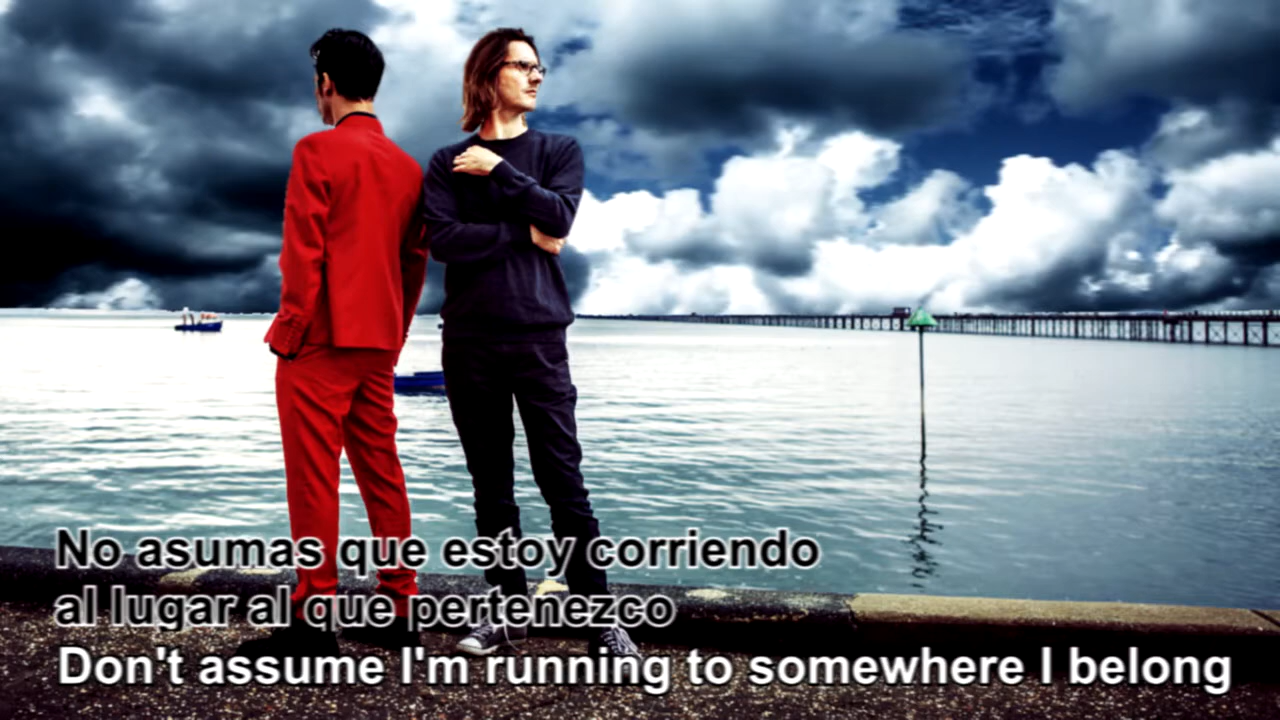 No asumas que estoy corriendo
al lugar al que pertenezco
Don't assume I'm running to somewhere I belong